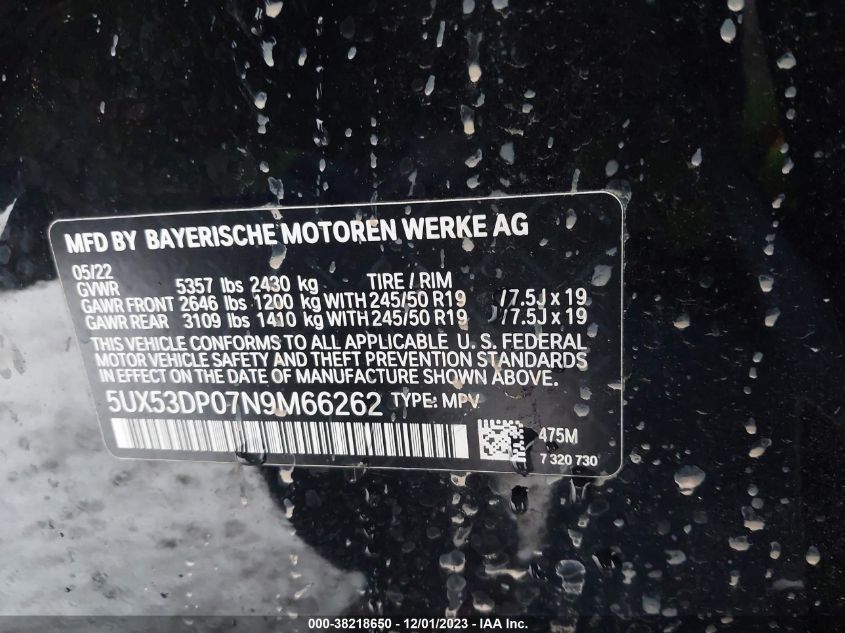 MFD BY BAYERISCHE MOTOREN WERKE AG
05/22
GVWR 5357 lbs 2430 kg TIRE / RIM
GAWR FRONT 2646 lbs 1200 kg WITH 245/50 R19 /7.5J x 19
GAWR REAR 3109 lbs 1410 kg WITH 245/50 R19 /7.5J x 19
THIS VEHICLE CONFORMS TO ALL APPLICABLE U. S. FEDERAL
MOTOR VEHICLE SAFETY AND THEFT PREVENTION STANDARDS
IN EFFECT ON THE DATE OF MANUFACTURE SHOWN ABOVE.
5UX53DP07N9M66262 TYPE: MPV
475M
7 320 730
000-38218650 - 12/01/2023 - IAA Inc.